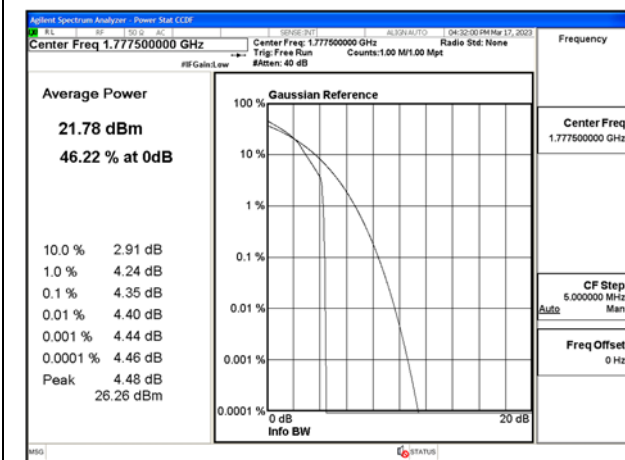 Agilent Spectrum Analyzer - Power Stat CCDF
RL RF 50 Ω AC SENSE:INT ALIGN AUTO 04:32:00 PM Mar 17, 2023
Center Freq 1.777500000 GHz
Center Freq: 1.777500000 GHz Radio Std: None
Trig: Free Run Counts:1.00 M/1.00 Mpt
#IFGain:Low #Atten: 40 dB
Frequency
Average Power
21.78 dBm
46.22 % at 0dB
10.0 % 2.91 dB
1.0 % 4.24 dB
0.1 % 4.35 dB
0.01 % 4.40 dB
0.001 % 4.44 dB
0.0001 % 4.46 dB
Peak 4.48 dB
26.26 dBm
Gaussian Reference
100 %
10 %
1 %
0.1 %
0.01 %
0.001 %
0.0001 %
0 dB 20 dB
Info BW
Center Freq
1.777500000 GHz
CF Step
5.000000 MHz
Auto Man
Freq Offset
0 Hz
MSG STATUS